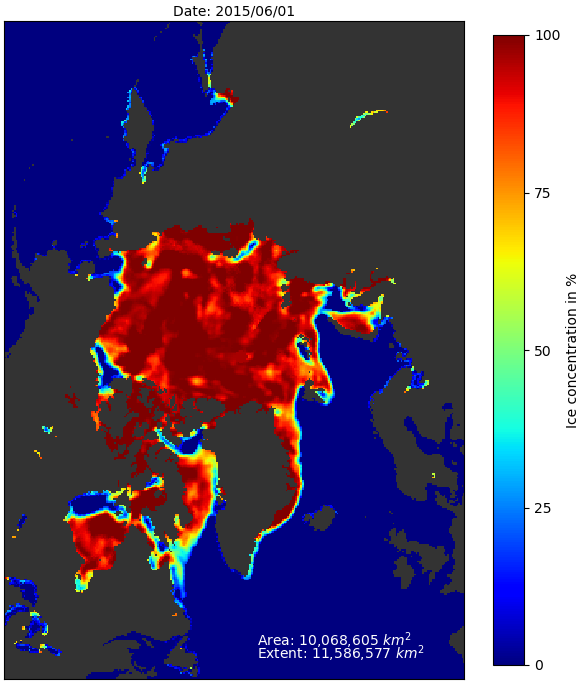 Date: 2015/06/01
100
75
50
25
0
Ice concentration in %
Area: 10,068,605 km²
Extent: 11,586,577 km²